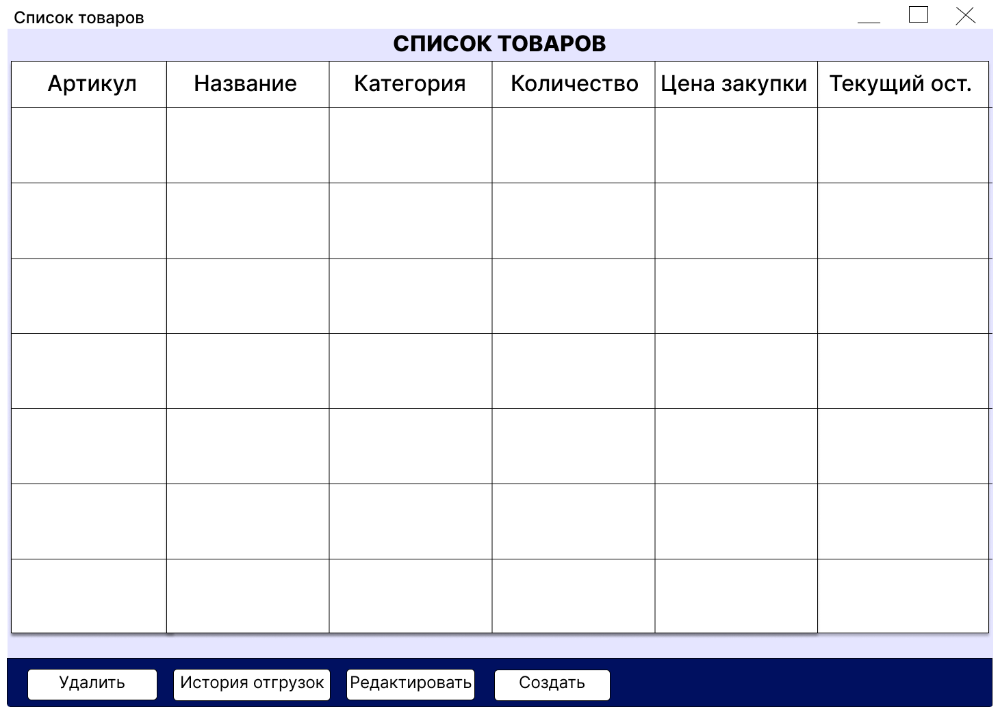 Список товаров
СПИСОК ТОВАРОВ
Артикул Название Категория Количество Цена закупки Текущий ост.
Удалить История отгрузок Редактировать Создать